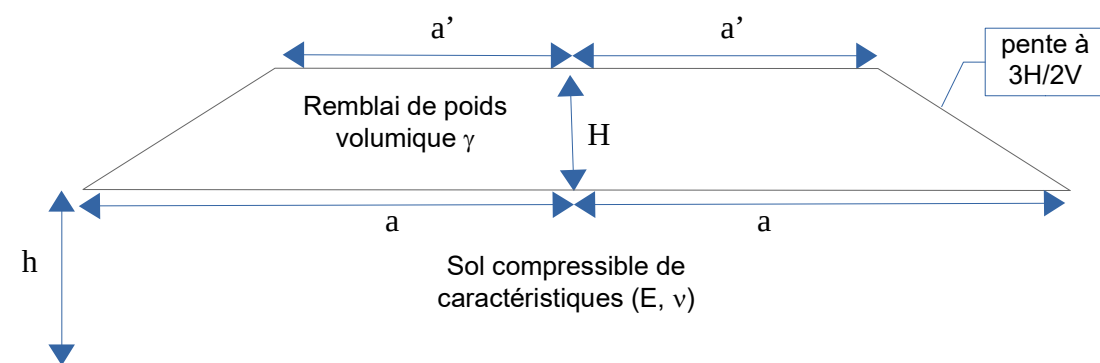 a’
a’
pente à
3H/2V
Remblai de poids
volumique γ
H
a
a
h
Sol compressible de
caractéristiques (E, ν)